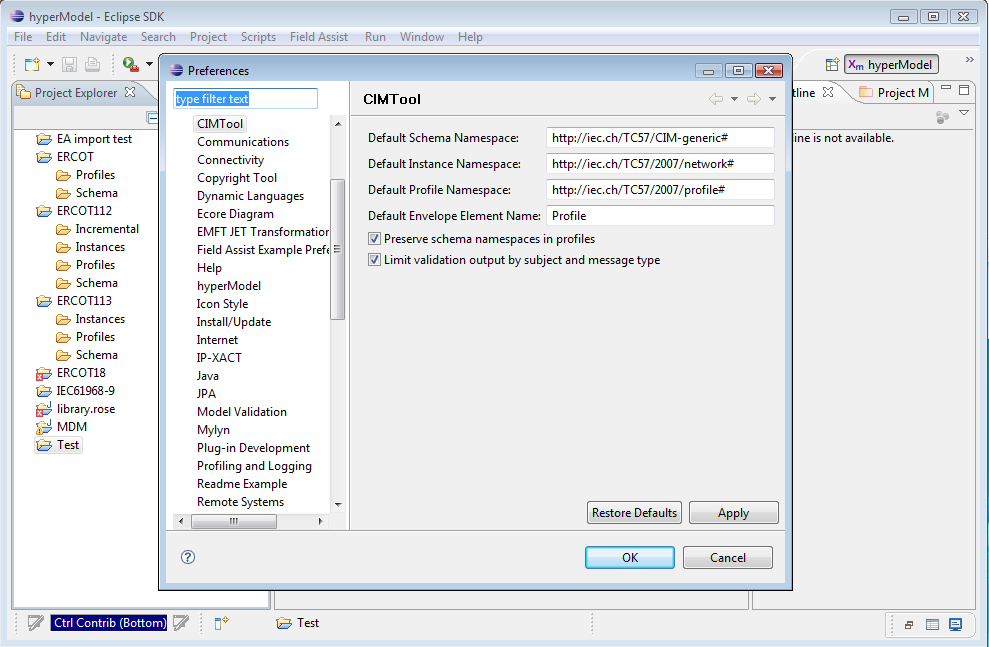 hyperModel - Eclipse SDK
File Edit Navigate Search Project Scripts Field Assist Run Window Help
Xm hyperModel
Project Explorer
EA import test
ERCOT
Profiles
Schema
ERCOT112
Incremental
Instances
Profiles
Schema
ERCOT113
Instances
Profiles
Schema
ERCOT18
IEC61968-9
library.rose
MDM
Test
Preferences
type filter text
CIMTool
Communications
Connectivity
Copyright Tool
Dynamic Languages
Ecore Diagram
EMFT JET Transformation
Field Assist Example Prefe
Help
hyperModel
Icon Style
Install/Update
Internet
IP-XACT
Java
JPA
Model Validation
Mylyn
Plug-in Development
Profiling and Logging
Readme Example
Remote Systems
CIMTool
Default Schema Namespace: http://iec.ch/TC57/CIM-generic#
Default Instance Namespace: http://iec.ch/TC57/2007/network#
Default Profile Namespace: http://iec.ch/TC57/2007/profile#
Default Envelope Element Name: Profile
Preserve schema namespaces in profiles
Limit validation output by subject and message type
Restore Defaults Apply
? OK Cancel
tline Project M
ine is not available.
Ctrl Contrib (Bottom) Test